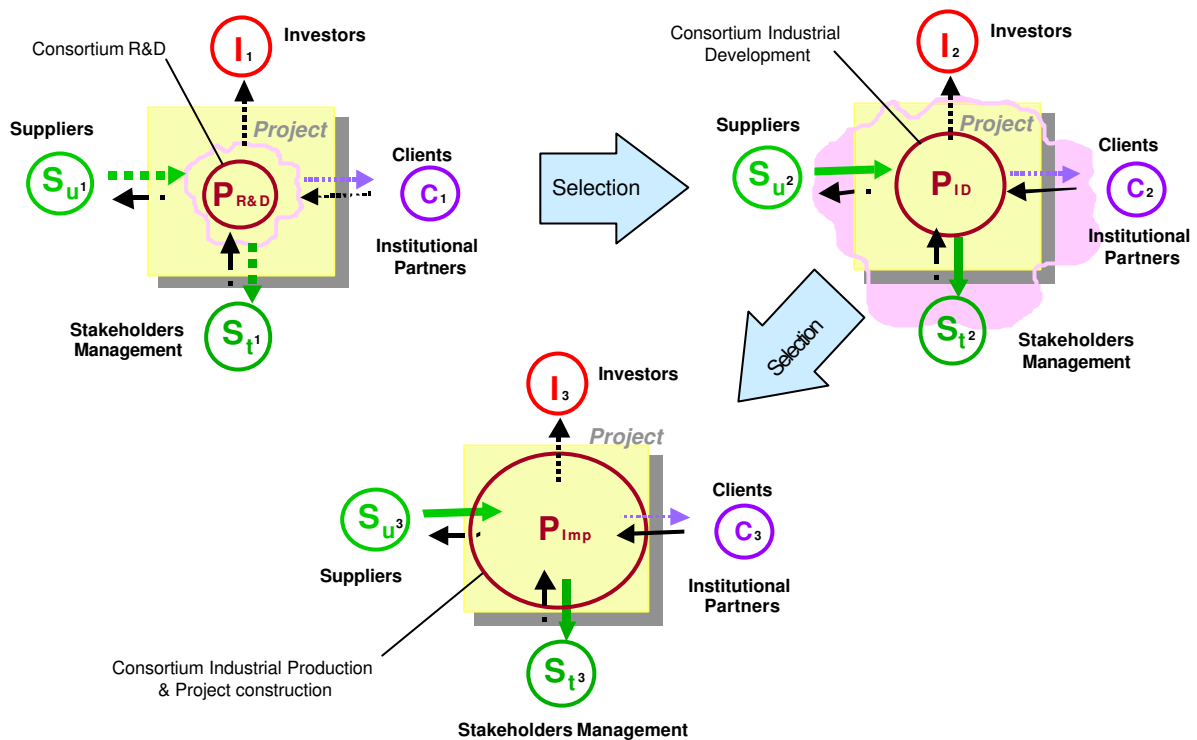 Consortium R&D
I1
Investors
Project
Suppliers
Su1
PR&D
Clients
C1
Institutional
Partners
Stakeholders
Management
St1
Selection
Consortium Industrial
Development
I2
Investors
Project
Suppliers
Su2
PID
Clients
C2
Institutional
Partners
St2
Stakeholders
Management
Selection
I3
Investors
Project
Su3
Suppliers
PImp
Clients
C3
Institutional
Partners
Consortium Industrial Production
& Project construction
St3
Stakeholders Management